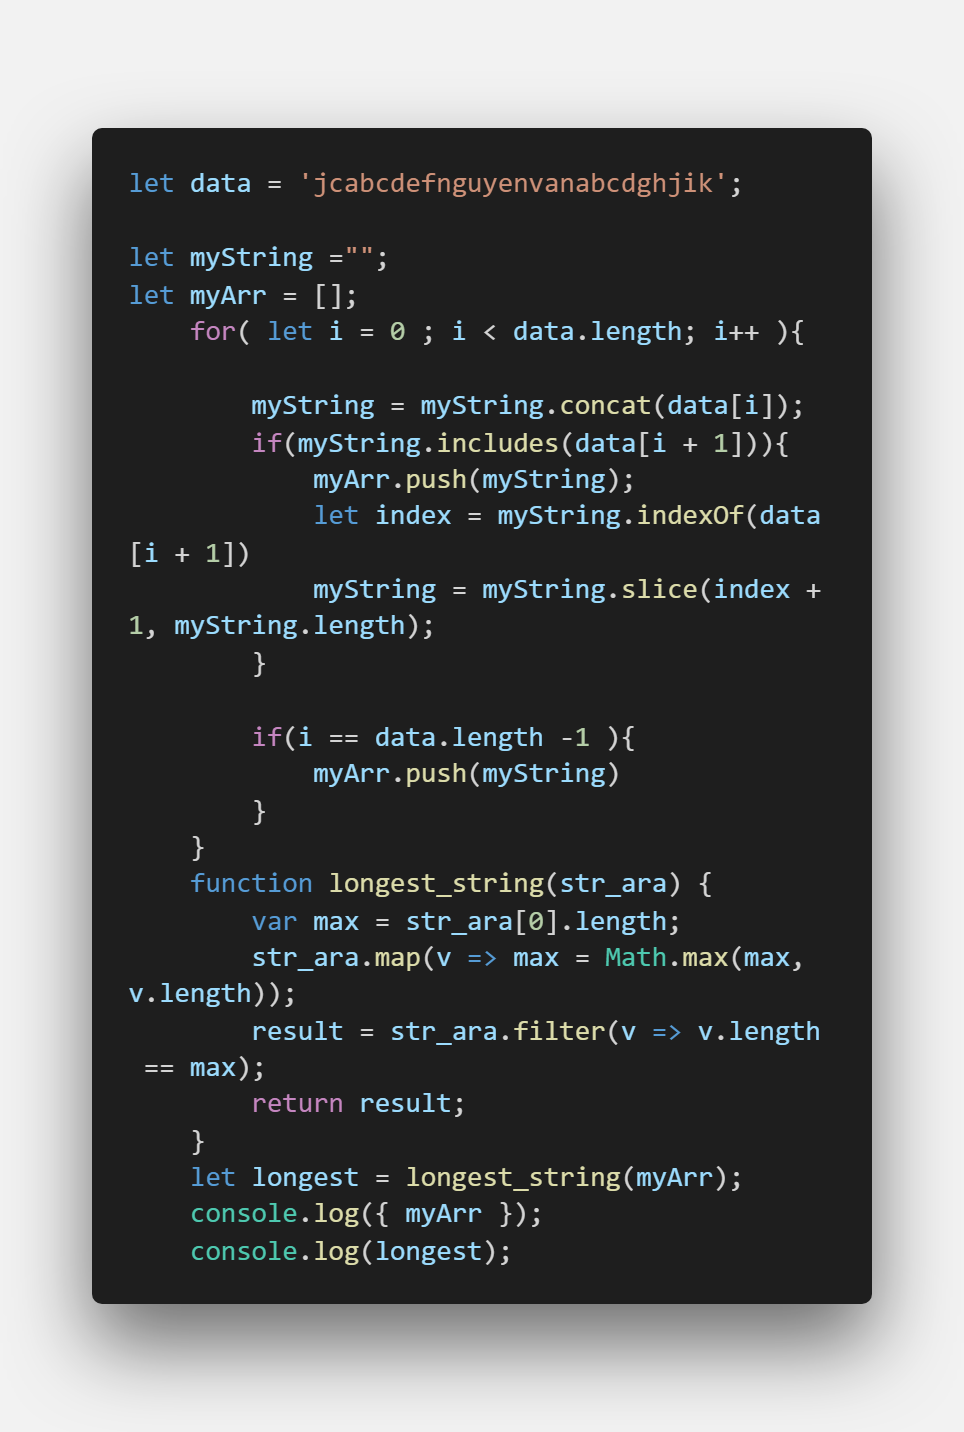 let data = 'jcabcdefnguyenvanabcdghjik';

let myString ="";
let myArr = [];
    for( let i = 0 ; i < data.length; i++ ){

        myString = myString.concat(data[i]);
        if(myString.includes(data[i + 1])){
            myArr.push(myString);
            let index = myString.indexOf(data
[i + 1])
            myString = myString.slice(index +
1, myString.length);
        }

        if(i == data.length -1 ){
            myArr.push(myString)
        }
    }
    function longest_string(str_ara) {
        var max = str_ara[0].length;
        str_ara.map(v => max = Math.max(max,
v.length));
        result = str_ara.filter(v => v.length
 == max);
        return result;
    }
    let longest = longest_string(myArr);
    console.log({ myArr });
    console.log(longest);